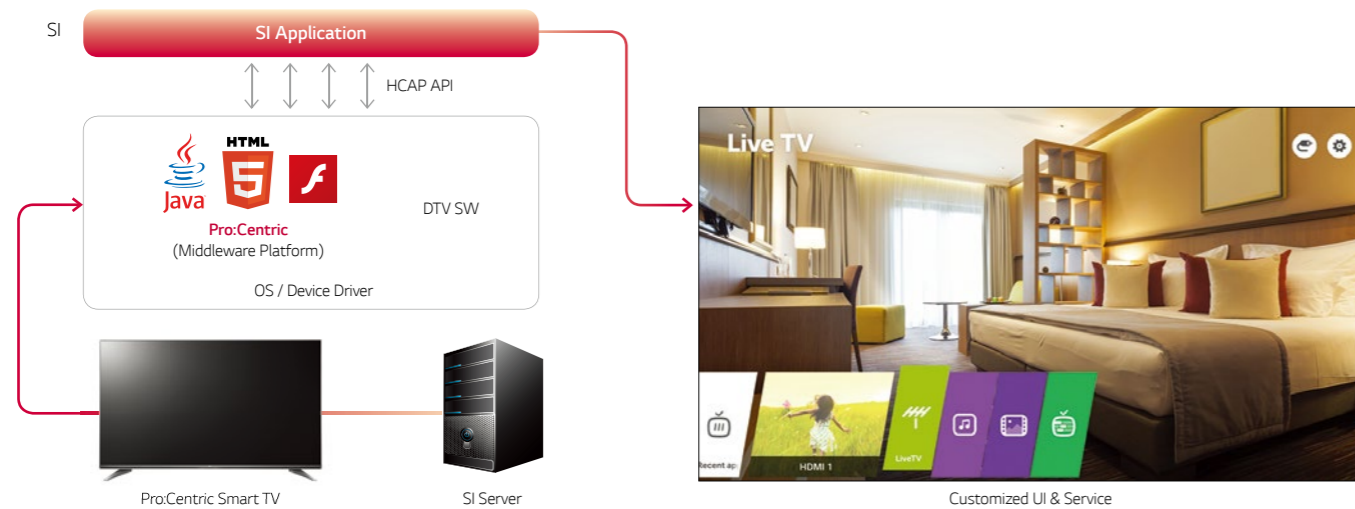 SI
SI Application
HCAP API
HTML
5
Java
Pro:Centric
(Middleware Platform)
DTV SW
OS / Device Driver
Pro:Centric Smart TV
SI Server
Live TV
Recent ap
HDMI 1
LiveTV
Customized UI & Service